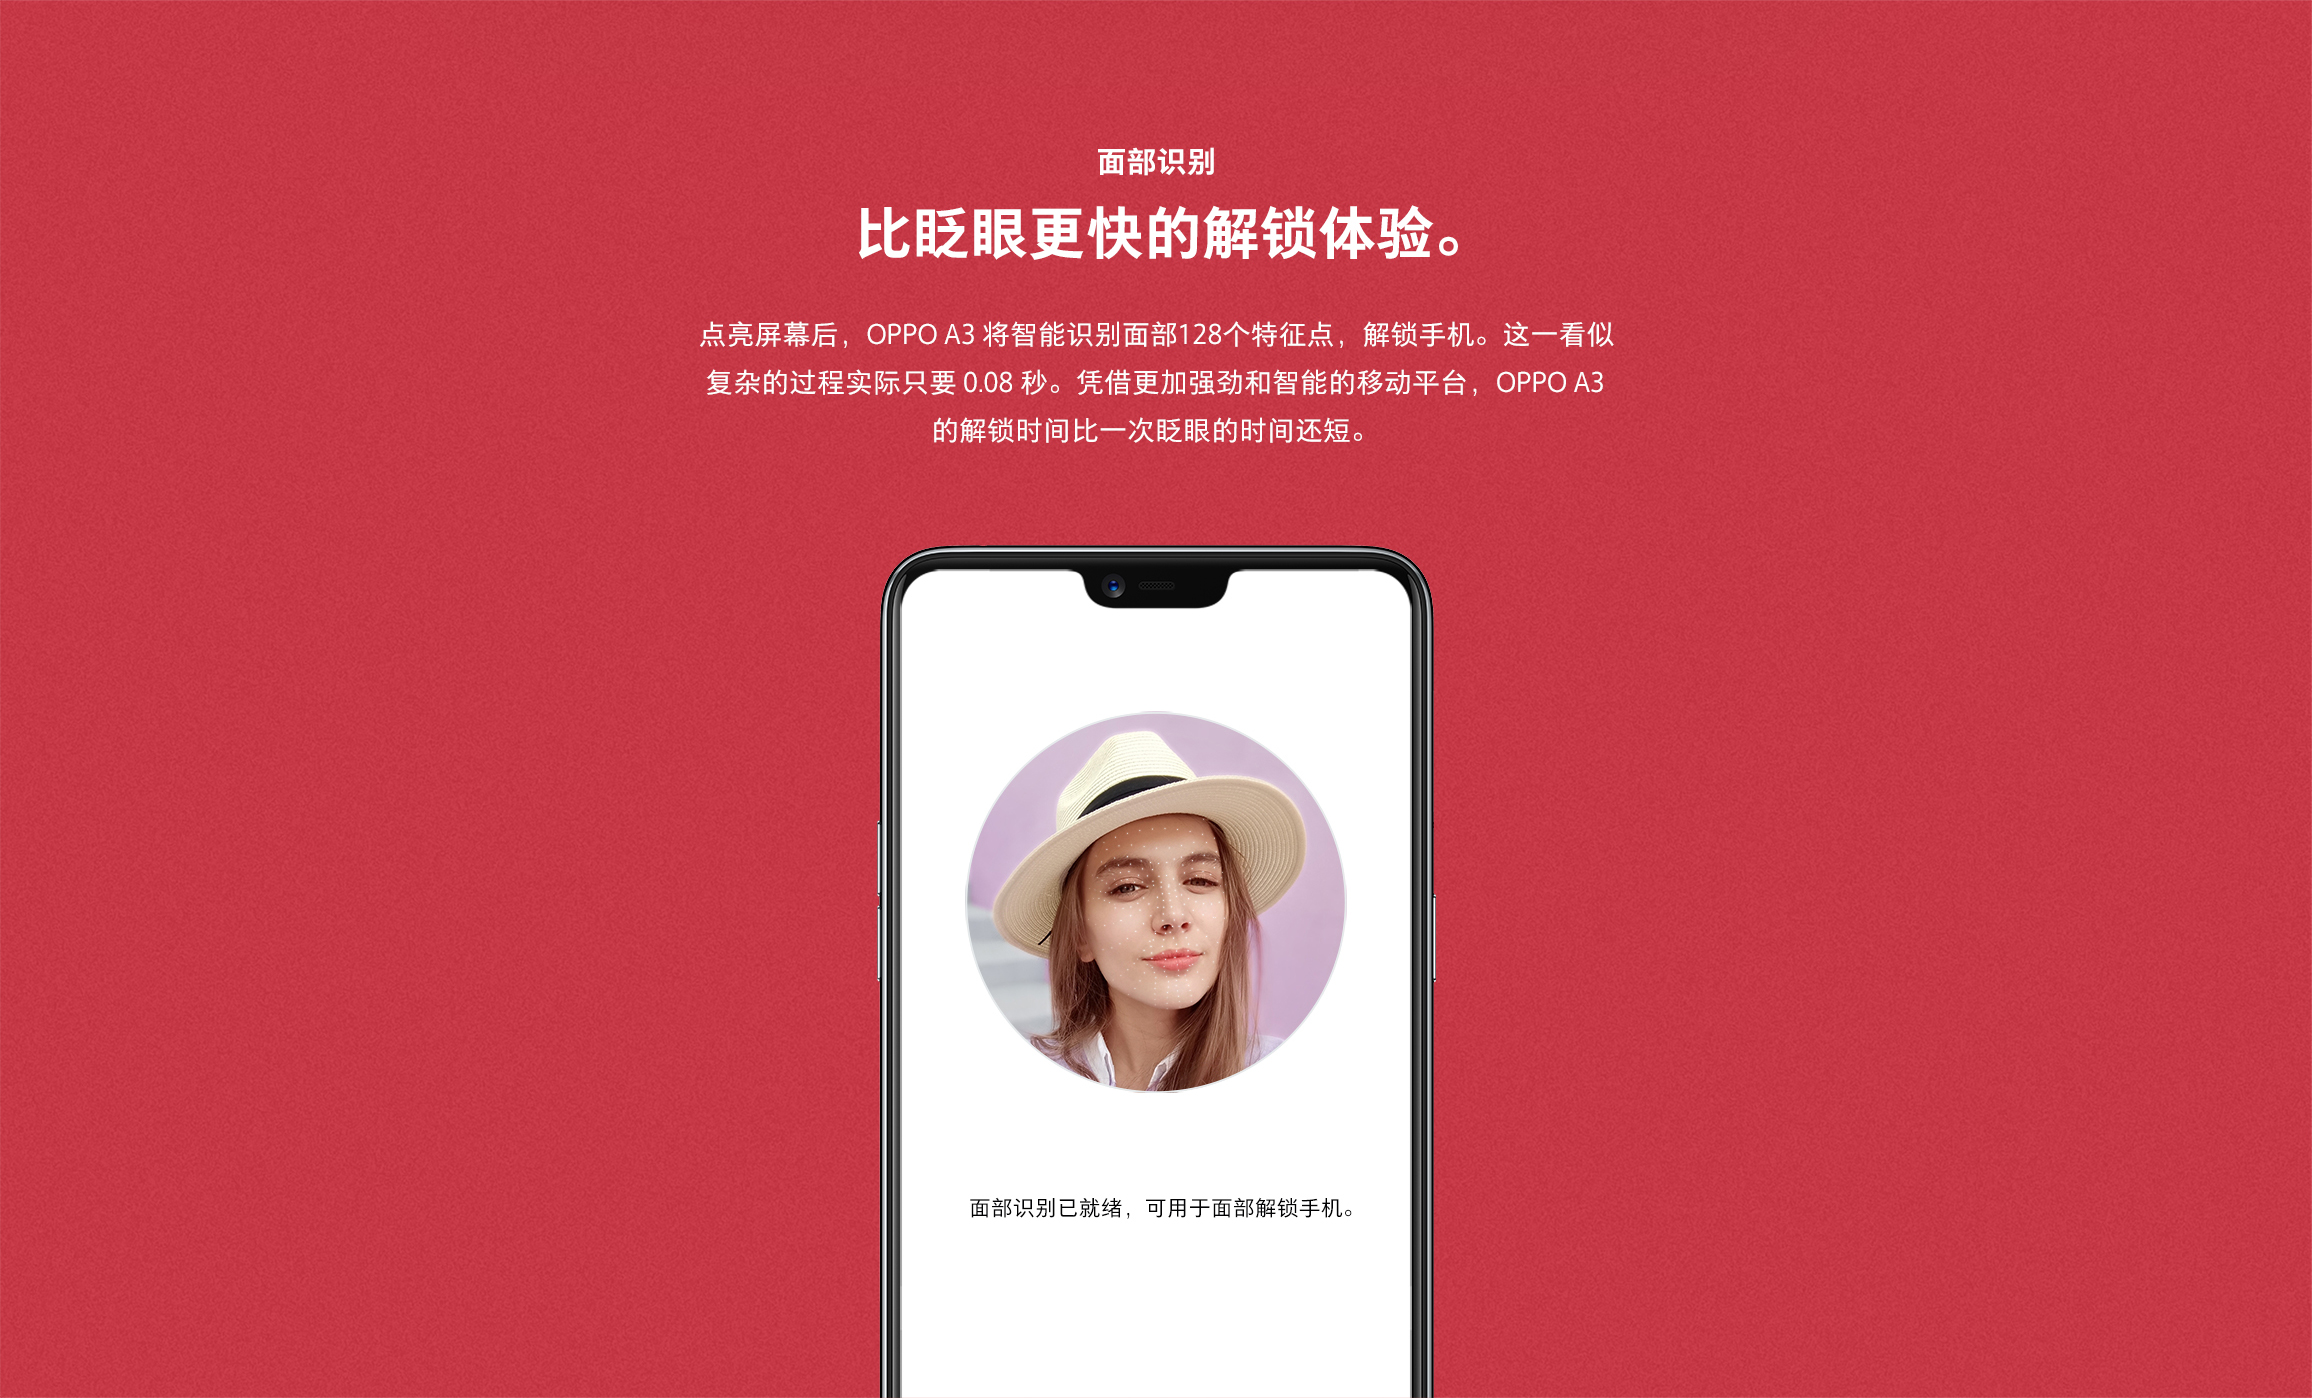 面部识别
比眨眼更快的解锁体验。
点亮屏幕后，OPPO A3 将智能识别面部128个特征点，解锁手机。这一看似
复杂的过程实际只要 0.08 秒。凭借更加强劲和智能的移动平台，OPPO A3
的解锁时间比一次眨眼的时间还短。
面部识别已就绪，可用于面部解锁手机。